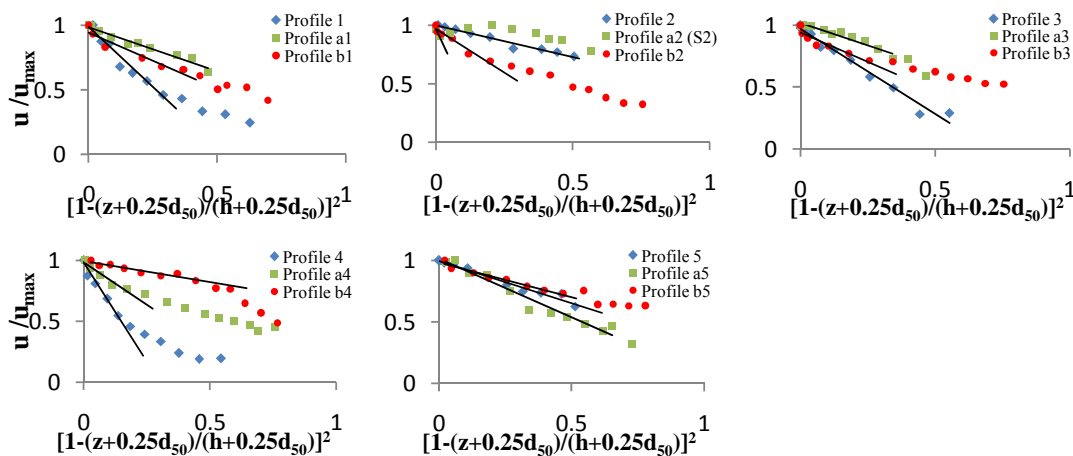 u /u_max
1
0.5
0
0 0.5 1
Profile 1
Profile a1
Profile b1
[1-(z+0.25d50)/(h+0.25d50)]²
1
0.5
0
0 0.5 1
Profile 2
Profile a2 (S2)
Profile b2
[1-(z+0.25d50)/(h+0.25d50)]²
1
0.5
0
0 0.5 1
Profile 3
Profile a3
Profile b3
[1-(z+0.25d50)/(h+0.25d50)]²
u /u_max
1
0.5
0
0 0.5 1
Profile 4
Profile a4
Profile b4
[1-(z+0.25d50)/(h+0.25d50)]²
1
0.5
0
0 0.5 1
Profile 5
Profile a5
Profile b5
[1-(z+0.25d50)/(h+0.25d50)]²